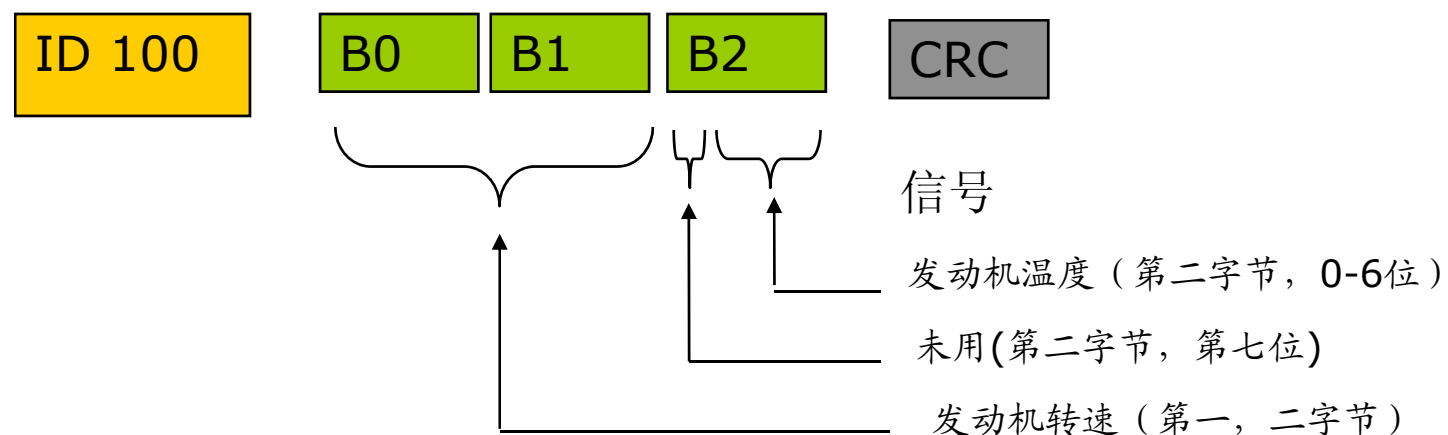 ID 100 B0 B1 B2 CRC
信号
发动机温度（第二字节，0-6位）
未用(第二字节，第七位)
发动机转速（第一，二字节）